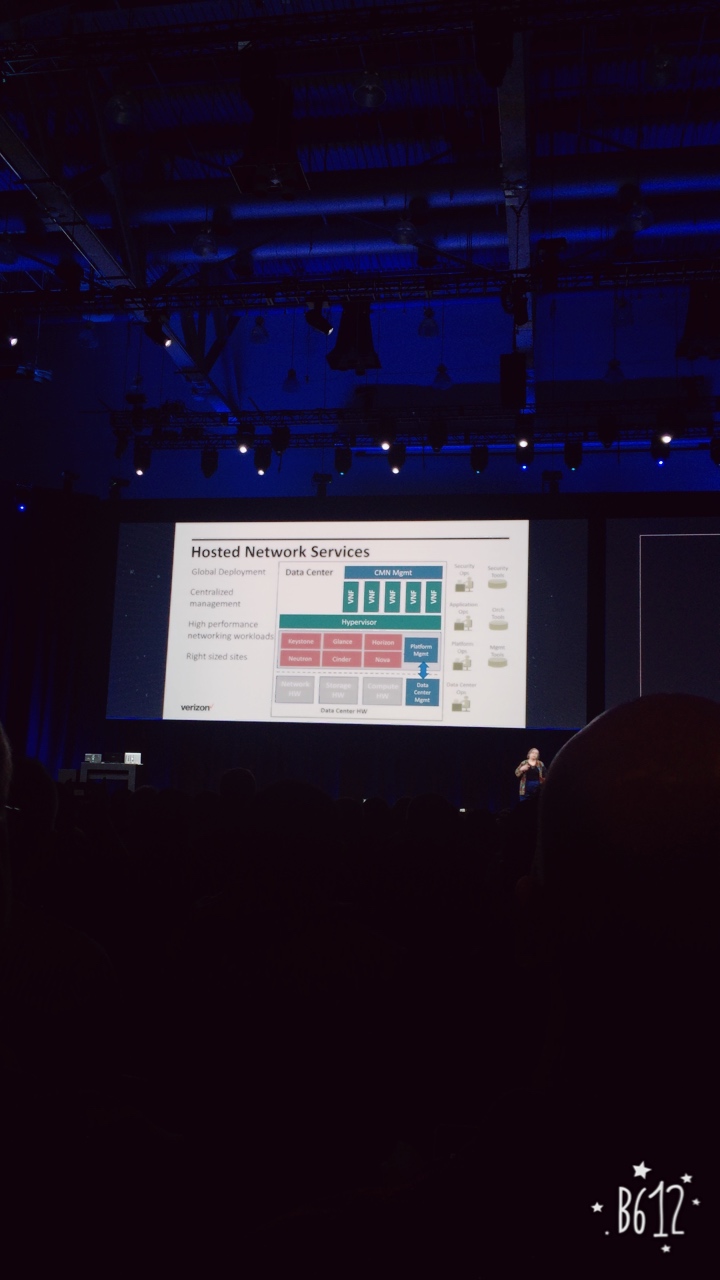 Hosted Network Services
Global Deployment
Centralized
management
High performance
networking workloads
Right sized sites
verizon
Data Center
CMN Mgmt
VNF VNF VNF VNF VNF
Hypervisor
Keystone Glance Horizon
Neutron Cinder Nova
Platform
Mgmt
Network
HW
Storage
HW
Compute
HW
Data
Center
Mgmt
Data Center HW
Security
Ops
Security
Tools
Application
Ops
Tools
Platform
Ops
Mgmt
Tools
Data Center
Ops
B612